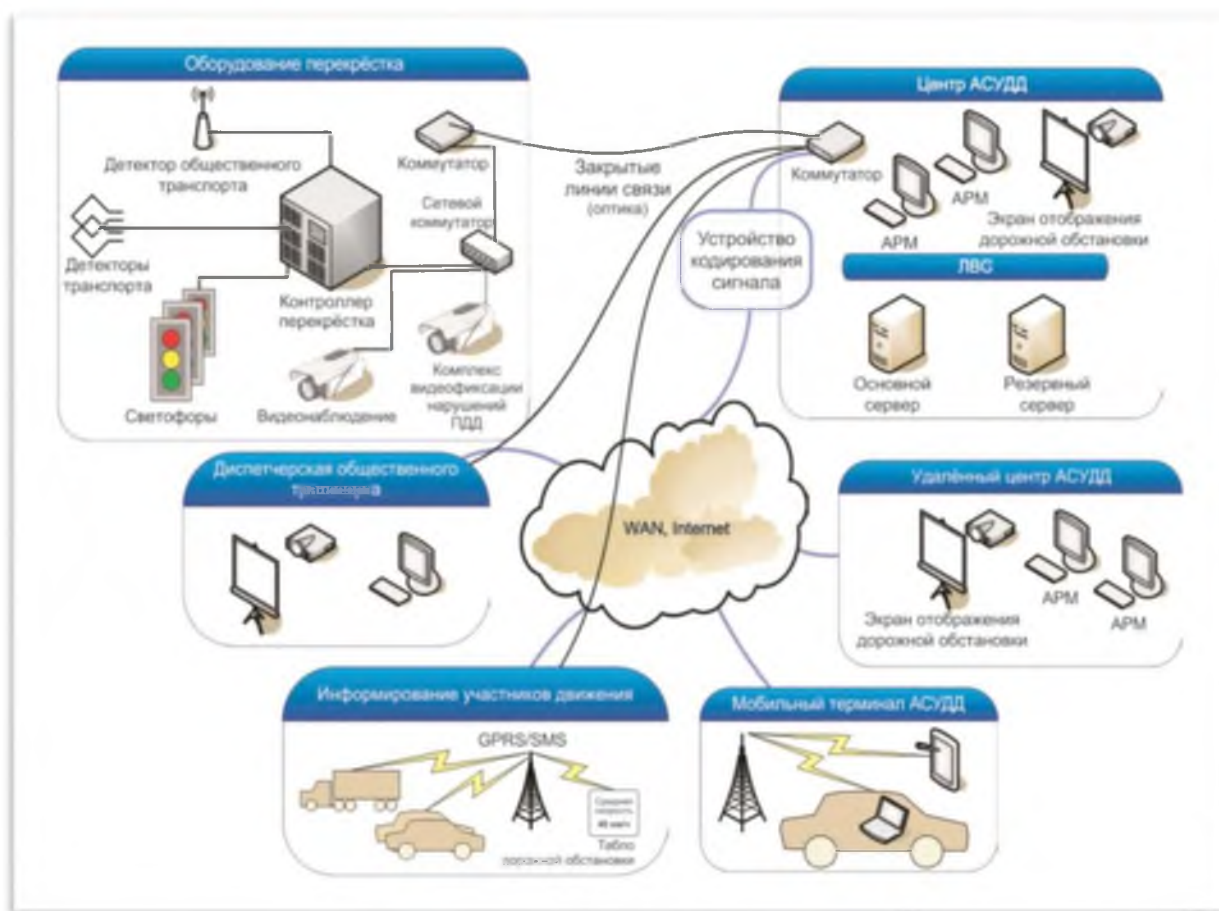 Оборудование перекрёстка
Детектор общественного
транспорта
Коммутатор
Сетевой
коммутатор
Детекторы
транспорта
Контроллер
перекрёстка
Светофоры
Видеонаблюдение
Комплекс
видеофиксации
нарушений
ПДД
Закрытые
линии связи
(оптика)
Устройство
кодирования
сигнала
Центр АСУДД
Коммутатор
АРМ
АРМ
Экран отображения
дорожной обстановки
ЛВС
Основной
сервер
Резервный
сервер
Диспетчерская общественного
WAN, Internet
Удалённый центр АСУДД
Экран отображения
дорожной обстановки
АРМ
АРМ
Информирование участников движения
GPRS/SMS
Средняя
скорость
Табло
дорожной обстановки
Мобильный терминал АСУДД